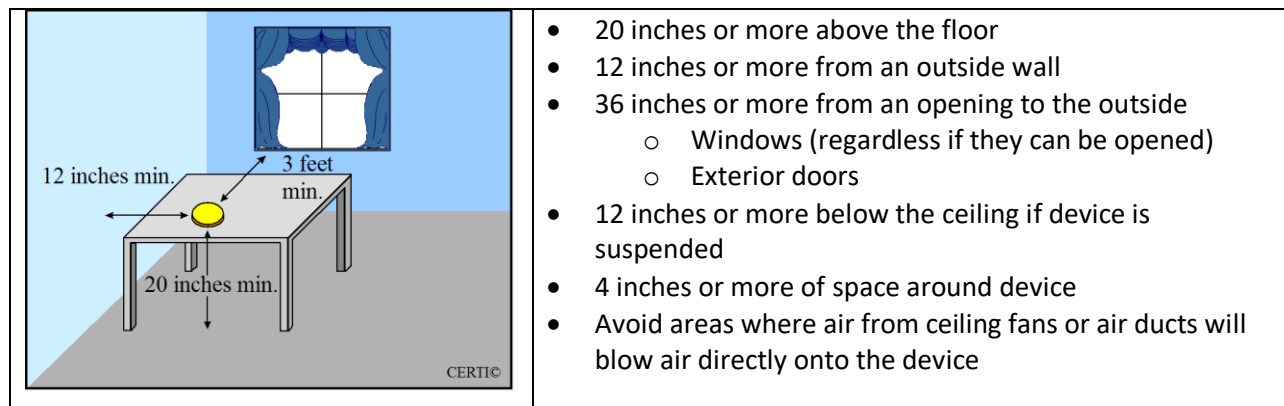 12 inches min.
3 feet
min.
20 inches min.
CERTI©
• 20 inches or more above the floor
• 12 inches or more from an outside wall
• 36 inches or more from an opening to the outside
o Windows (regardless if they can be opened)
o Exterior doors
• 12 inches or more below the ceiling if device is
suspended
• 4 inches or more of space around device
• Avoid areas where air from ceiling fans or air ducts will
blow air directly onto the device